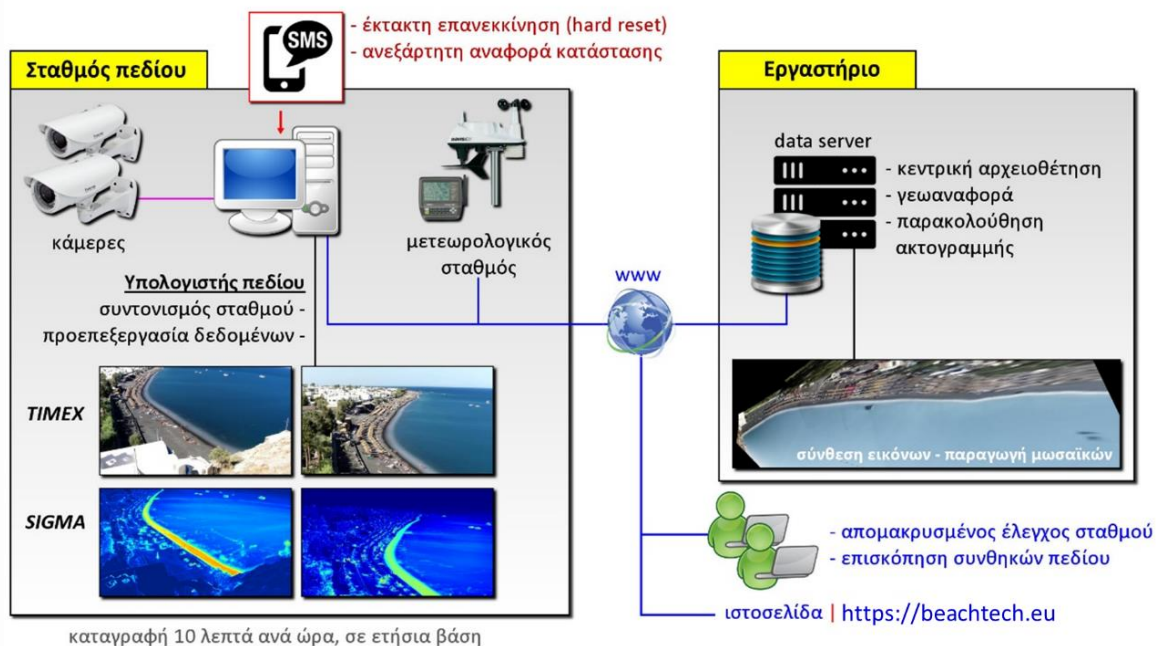 SMS
- έκτακτη επανεκκίνηση (hard reset)
- ανεξάρτητη αναφορά κατάστασης
Σταθμός πεδίου
κάμερες
μετεωρολογικός
σταθμός
Υπολογιστής πεδίου
συντονισμός σταθμού -
προεπεξεργασία δεδομένων -
TIMEX
SIGMA
καταγραφή 10 λεπτά ανά ώρα, σε ετήσια βάση
www
Εργαστήριο
data server
- κεντρική αρχειοθέτηση
- γεωαναφορά
- παρακολούθηση
ακτογραμμής
σύνθεση εικόνων - παραγωγή μωσαϊκών
- απομακρυσμένος έλεγχος σταθμού
- επισκόπηση συνθηκών πεδίου
ιστοσελίδα | https://beachtech.eu